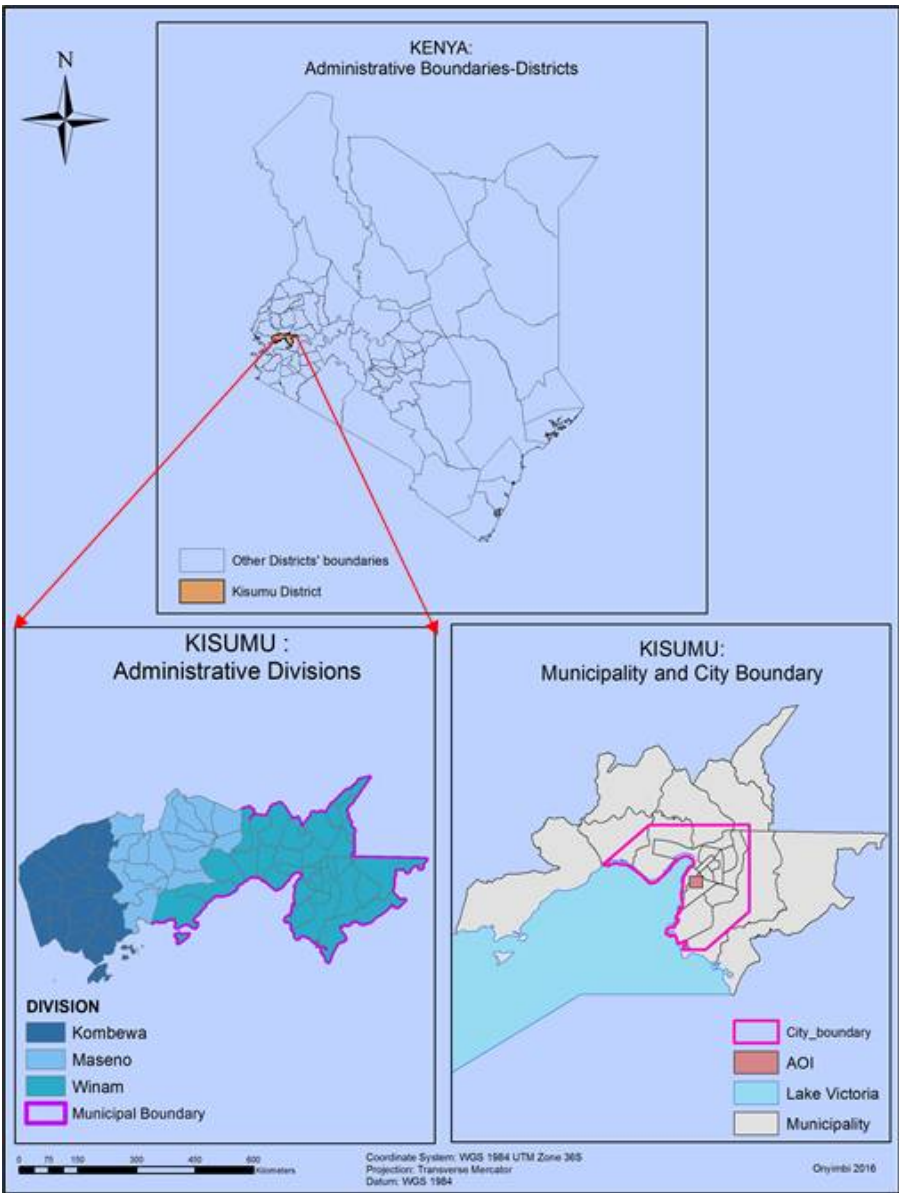 N
KENYA:
Administrative Boundaries-Districts
Other Districts' boundaries
Kisumu District
KISUMU :
Administrative Divisions
DIVISION
Kombewa
Maseno
Winam
Municipal Boundary
KISUMU:
Municipality and City Boundary
City_boundary
AOI
Lake Victoria
Municipality
0 75 150 300 450 600
Kilometers
Coordinate System: WGS 1984 UTM Zone 36S
Projection: Transverse Mercator
Datum: WGS 1984
Onyimbi 2016